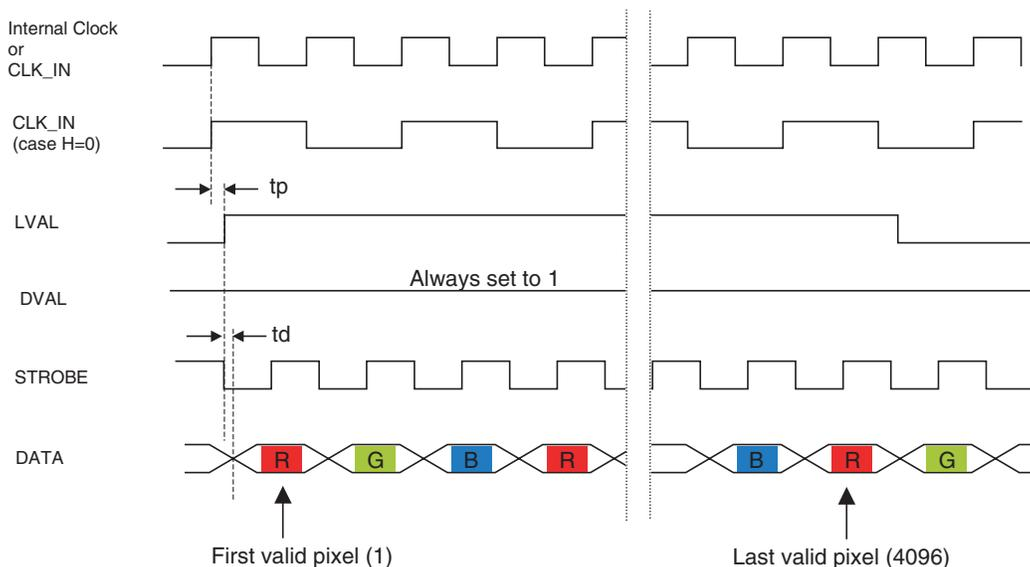 Internal Clock
or
CLK_IN
CLK_IN
(case H=0)
tp
LVAL
Always set to 1
DVAL
td
STROBE
DATA
R
G
B
R
B
R
G
First valid pixel (1)
Last valid pixel (4096)